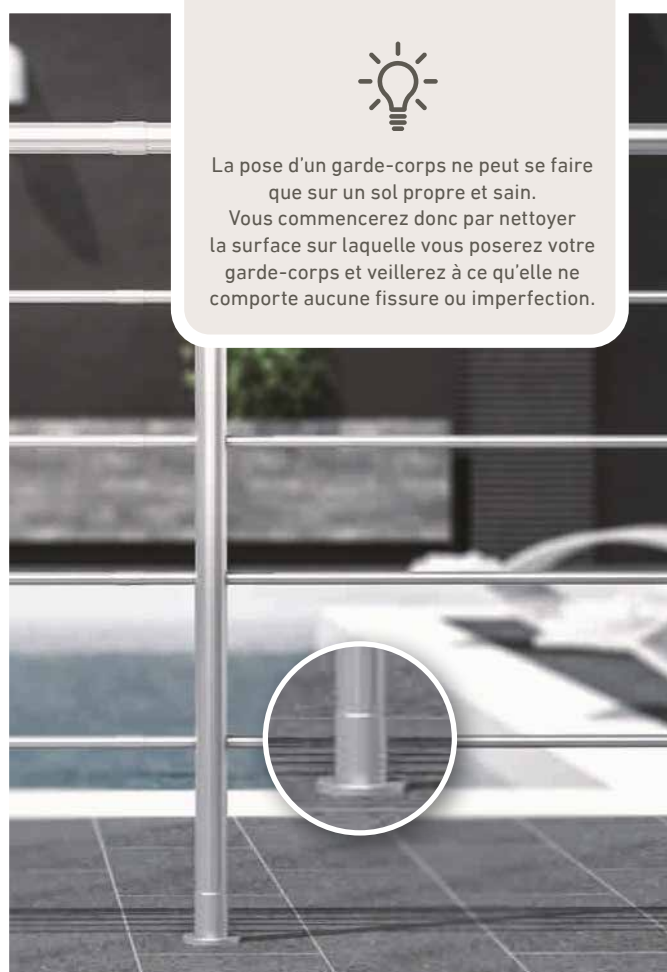 La pose d'un garde-corps ne peut se faire
que sur un sol propre et sain.
Vous commencerez donc par nettoyer
la surface sur laquelle vous poserez votre
garde-corps et veillerez à ce qu'elle ne
comporte aucune fissure ou imperfection.